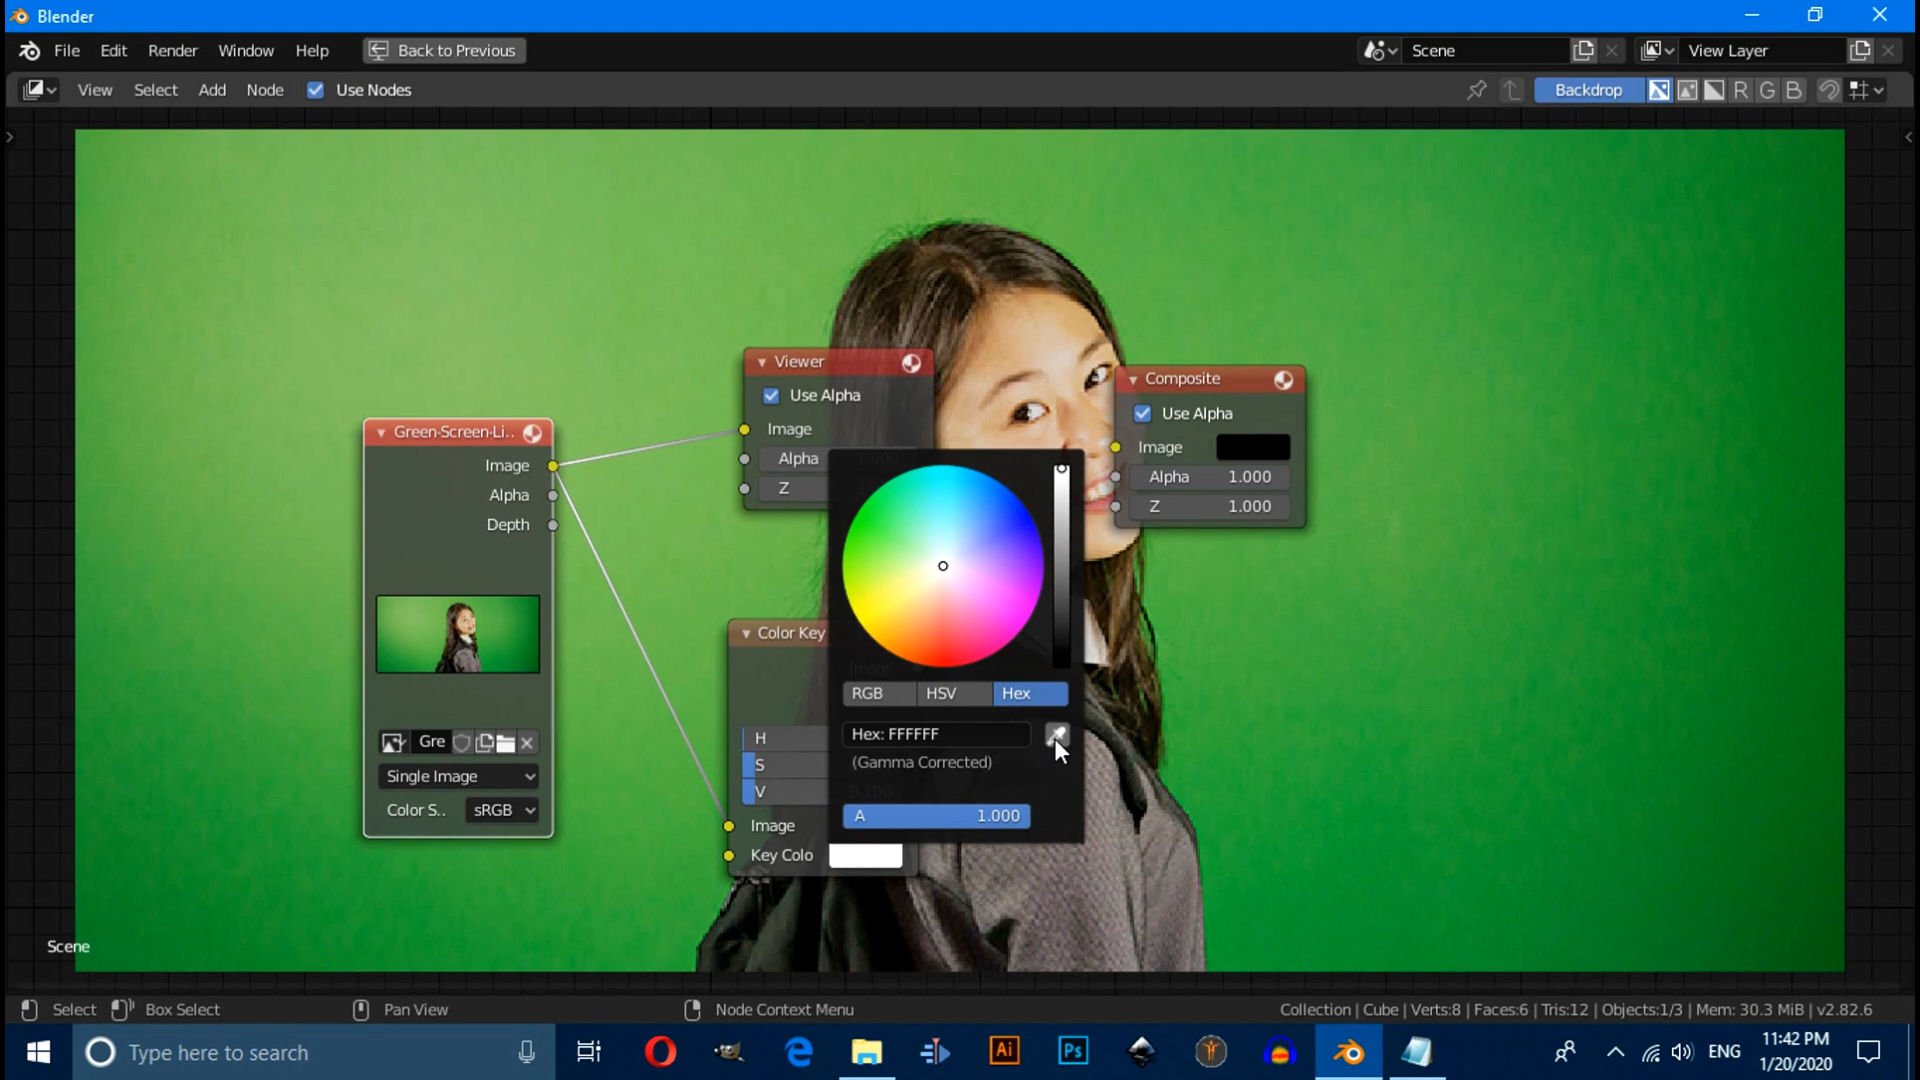 Blender
File Edit Render Window Help Back to Previous Scene View Layer
View Select Add Node Use Nodes Backdrop R G B
Viewer
Use Alpha
Image
Alpha
Z
Composite
Use Alpha
Image
Alpha 1.000
Z 1.000
Green-Screen-Li..
Image
Alpha
Depth
Gre
Single Image
Color S.. sRGB
Color Key
H
S
V
Image
Key Colo
RGB HSV Hex
Hex: FFFFFF
(Gamma Corrected)
A 1.000
Scene
Select Box Select Pan View Node Context Menu Collection | Cube | Verts:8 | Faces:6 | Tris:12 | Objects:1/3 | Mem: 30.3 MiB | v2.82.6
Type here to search Ai Ps ENG
11:42 PM
1/20/2020